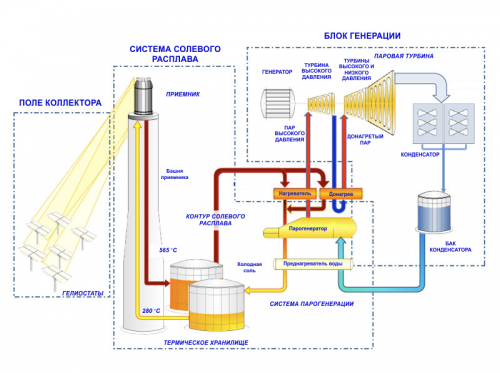 БЛОК ГЕНЕРАЦИИ
СИСТЕМА СОЛЕВОГО
РАСПЛАВА
ПОЛЕ КОЛЛЕКТОРА
ПРИЕМНИК
ГЕНЕРАТОР
ТУРБИНА
ВЫСОКОГО
ДАВЛЕНИЯ
ТУРБИНЫ
ВЫСОКОГО И
НИЗКОГО
ДАВЛЕНИЯ
ПАРОВАЯ ТУРБИНА
ПАР
ВЫСОКОГО
ДАВЛЕНИЯ
ДОНАГРЕТЫЙ
ПАР
КОНДЕНСАТОР
Башня
приемника
Нагреватель
Донагрев
КОНТУР СОЛЕВОГО
РАСПЛАВА
Парогенератор
БАК
КОНДЕНСАТОРА
565 °C
Холодная
соль
Преднагреватель воды
ГЕЛИОСТАТЫ
280 °C
СИСТЕМА ПАРОГЕНЕРАЦИИ
ТЕРМИЧЕСКОЕ ХРАНИЛИЩЕ